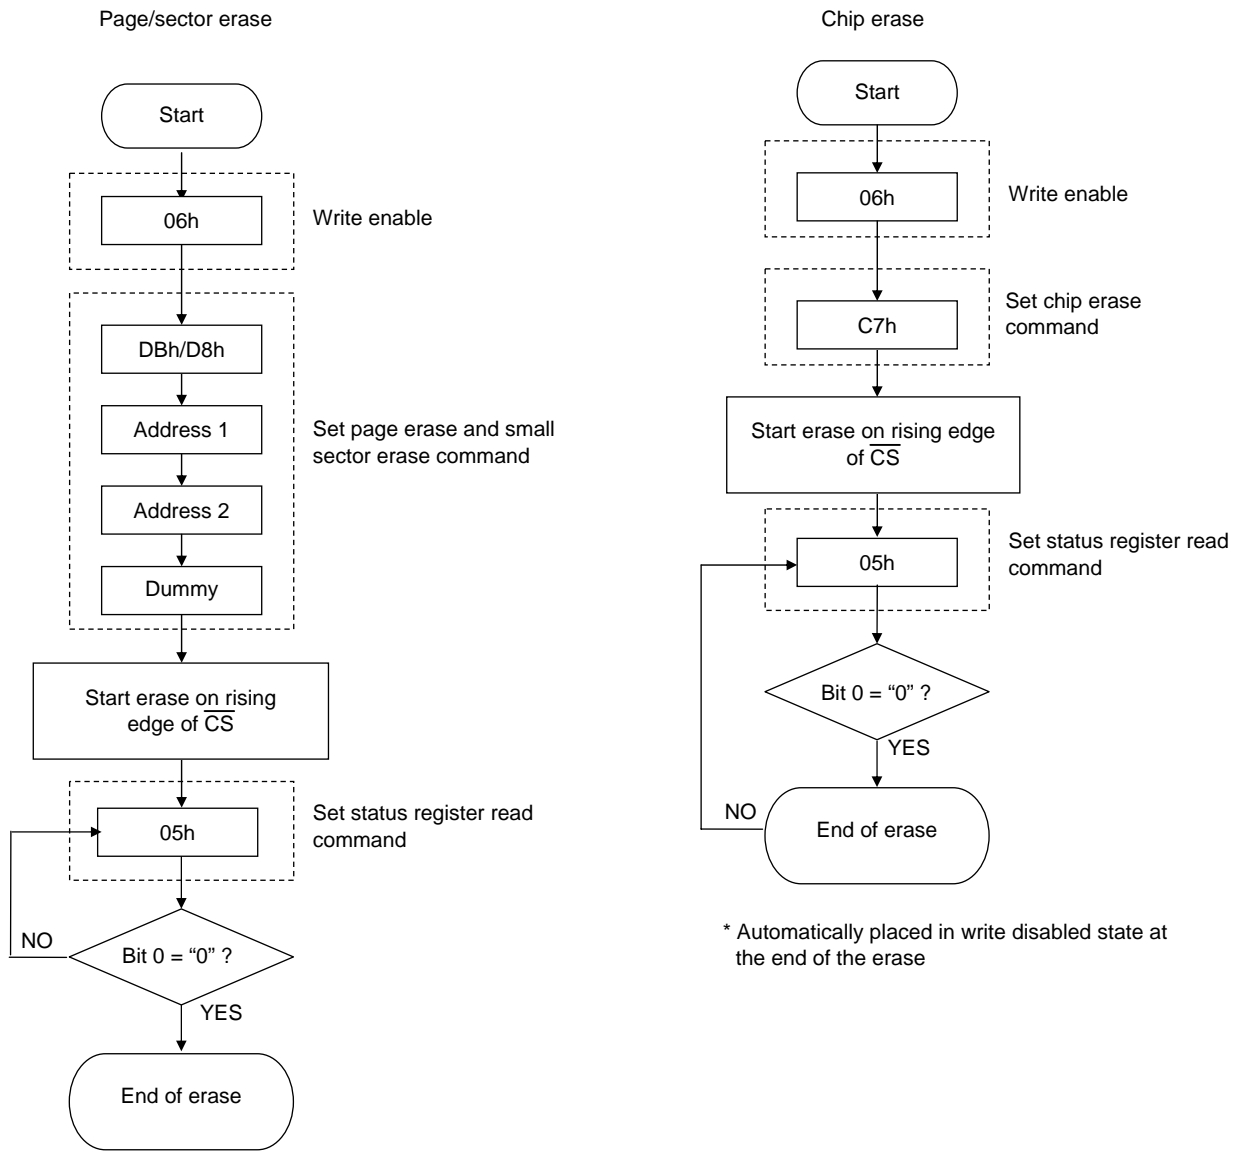 Page/sector erase
Start
06h
Write enable
DBh/D8h
Address 1
Address 2
Dummy
Set page erase and small
sector erase command
Start erase on rising
edge of CS
05h
Set status register read
command
NO
Bit 0 = “0” ?
YES
End of erase
Chip erase
Start
06h
Write enable
C7h
Set chip erase
command
Start erase on rising edge
of CS
05h
Set status register read
command
Bit 0 = “0” ?
YES
NO
End of erase
* Automatically placed in write disabled state at
the end of the erase